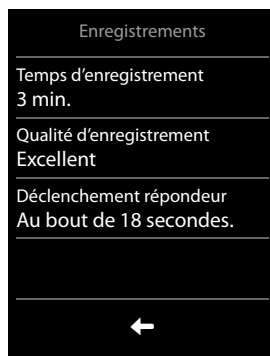 Enregistrements
Temps d'enregistrement
3 min.
Qualité d'enregistrement
Excellent
Déclenchement répondeur
Au bout de 18 secondes.